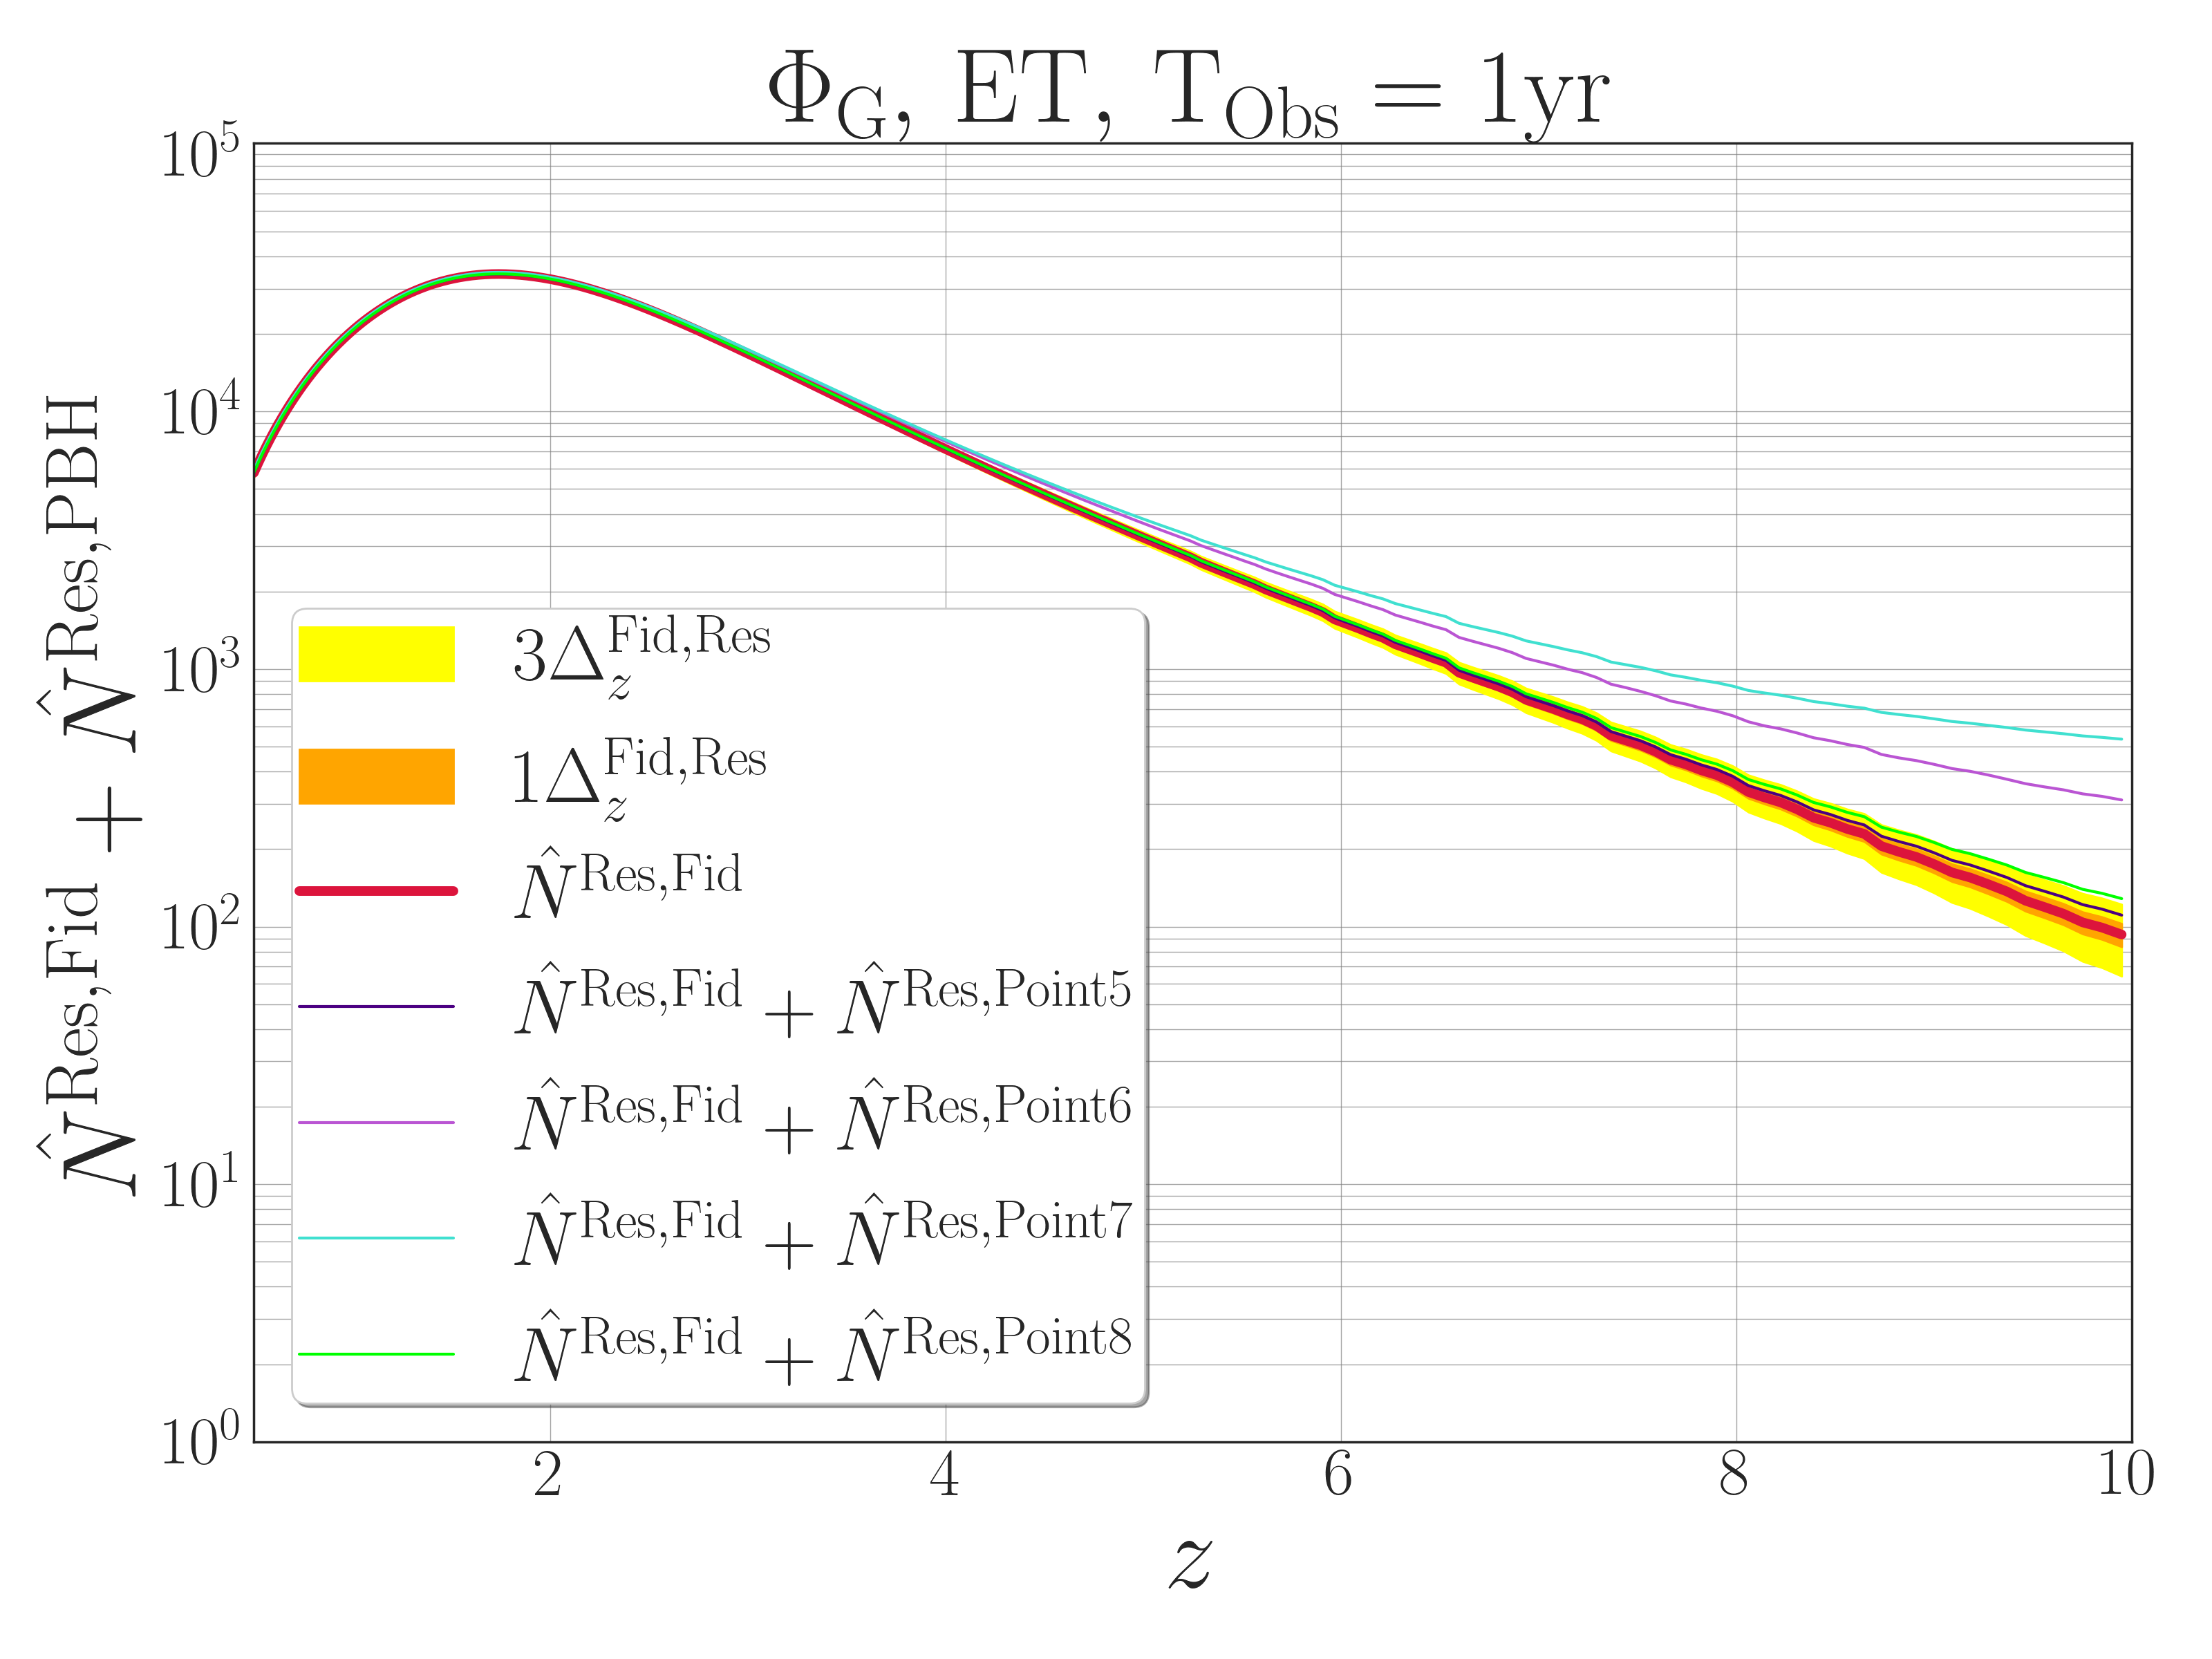 Φ_G, ET, T_Obs = 1yr
N̂^Res,Fid + N̂^Res,PBH
10^5
10^4
10^3
10^2
10^1
10^0
3Δ_z^Fid,Res
1Δ_z^Fid,Res
N̂^Res,Fid
N̂^Res,Fid + N̂^Res,Point5
N̂^Res,Fid + N̂^Res,Point6
N̂^Res,Fid + N̂^Res,Point7
N̂^Res,Fid + N̂^Res,Point8
2 4 6 8 10
z